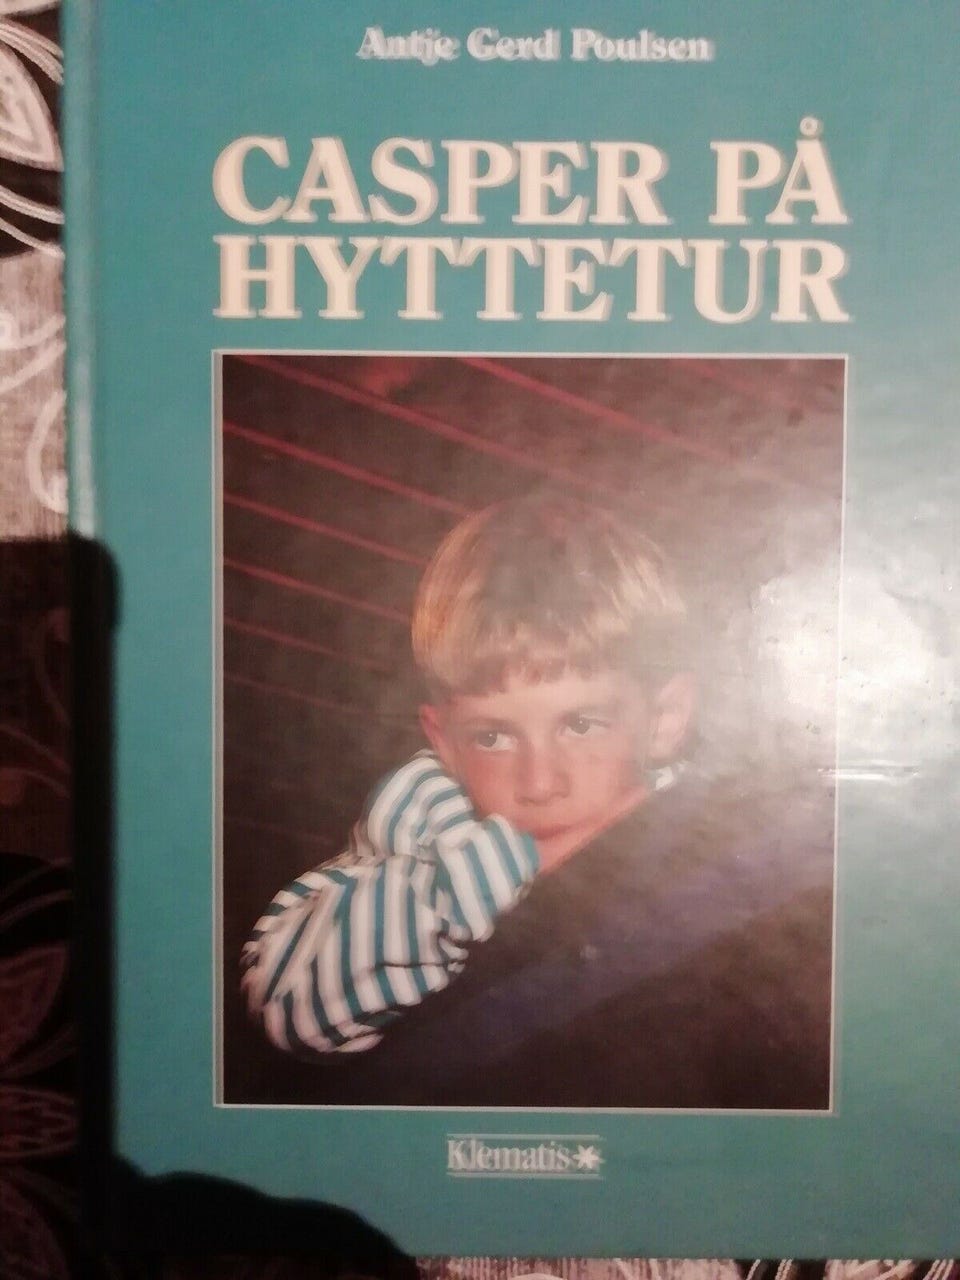 Antje Gerd Poulsen
CASPER PÅ
HYTTETUR
Klematis